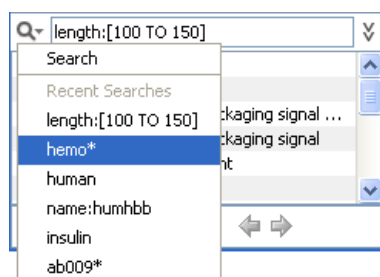 length:[100 TO 150]
Search
Recent Searches
length:[100 TO 150]
ckaging signal ...
hemo*
ckaging signal
human
nt
name:humhbb
insulin
ab009*